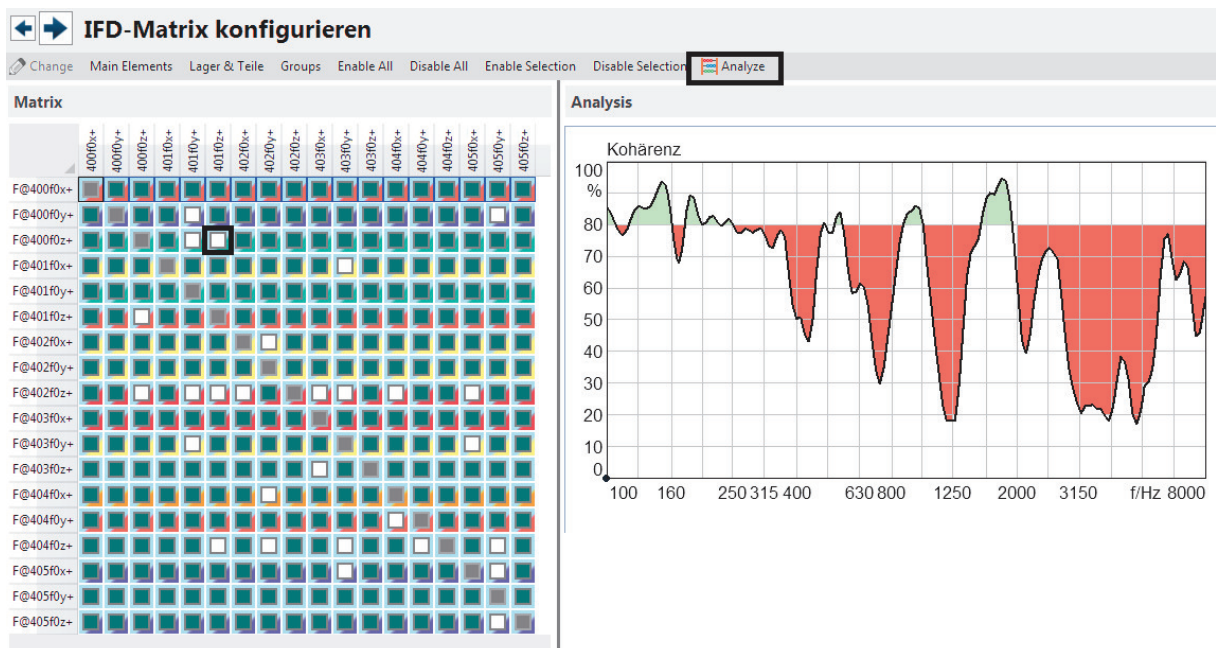 IFD-Matrix konfigurieren
Change Main Elements Lager & Teile Groups Enable All Disable All Enable Selection Disable Selection Analyze
Matrix
400f0x+ 400f0y+ 400f0z+ 401f0x+ 401f0y+ 401f0z+ 402f0x+ 402f0y+ 402f0z+ 403f0x+ 403f0y+ 403f0z+ 404f0x+ 404f0y+ 404f0z+ 405f0x+ 405f0y+ 405f0z+
F@400f0x+
F@400f0y+
F@400f0z+
F@401f0x+
F@401f0y+
F@401f0z+
F@402f0x+
F@402f0y+
F@402f0z+
F@403f0x+
F@403f0y+
F@403f0z+
F@404f0x+
F@404f0y+
F@404f0z+
F@405f0x+
F@405f0y+
F@405f0z+
Analysis
Kohärenz
100
%
80
70
60
50
40
30
20
10
0
100 160 250 315 400 630 800 1250 2000 3150 f/Hz 8000